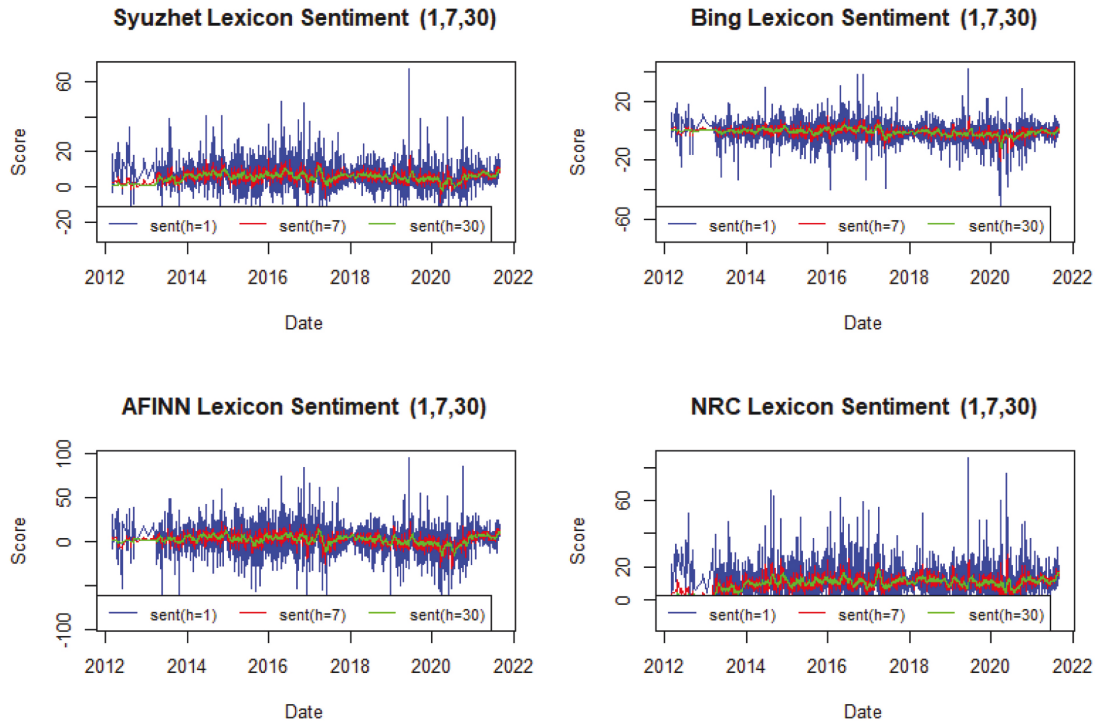 Syuzhet Lexicon Sentiment (1,7,30)
Score
60
20
0
-20
sent(h=1) sent(h=7) sent(h=30)
2012 2014 2016 2018 2020 2022
Date
Bing Lexicon Sentiment (1,7,30)
Score
20
-20
-60
sent(h=1) sent(h=7) sent(h=30)
2012 2014 2016 2018 2020 2022
Date
AFINN Lexicon Sentiment (1,7,30)
Score
100
50
0
-100
sent(h=1) sent(h=7) sent(h=30)
2012 2014 2016 2018 2020 2022
Date
NRC Lexicon Sentiment (1,7,30)
Score
60
20
0
sent(h=1) sent(h=7) sent(h=30)
2012 2014 2016 2018 2020 2022
Date